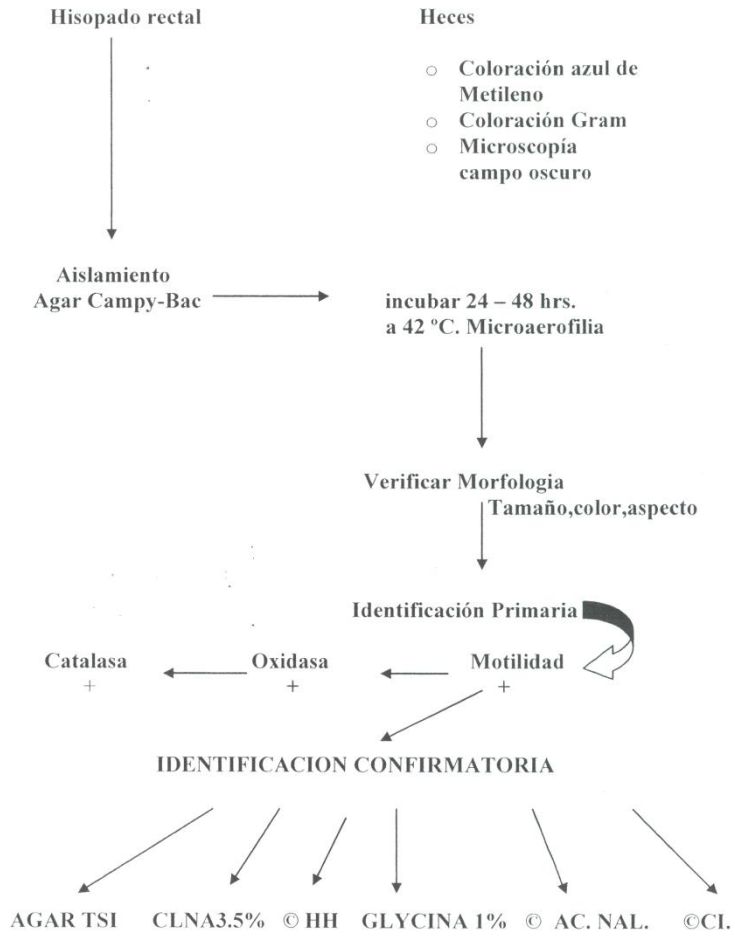 Hisopado rectal
Heces
○ Coloración azul de
Metileno
○ Coloración Gram
○ Microscopía
campo oscuro
Aislamiento
Agar Campy-Bac
incubar 24 – 48 hrs.
a 42 ºC. Microaerofilia
Verificar Morfologia
Tamaño,color,aspecto
Identificación Primaria
Catalasa
+
Oxidasa
+
Motilidad
+
IDENTIFICACION CONFIRMATORIA
AGAR TSI
CLNA3.5%
© HH
GLYCINA 1%
© AC. NAL.
©CI.